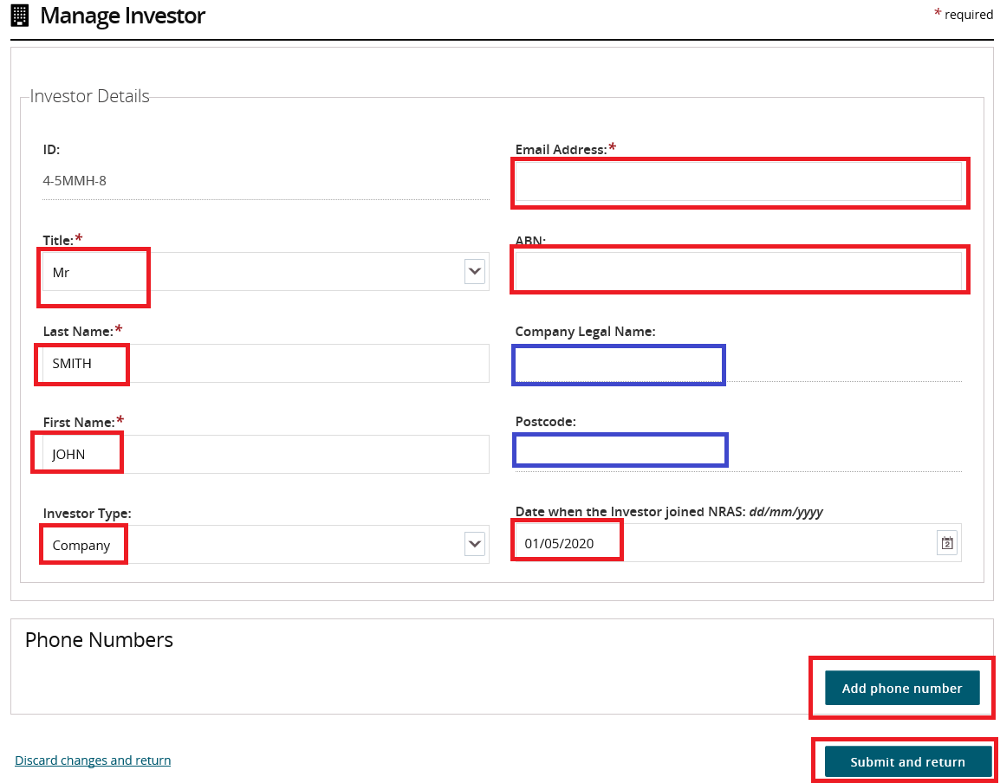 Manage Investor
* required
Investor Details
ID:
4-5MMH-8
Email Address:*
Title:*
Mr
ABN:
Last Name:*
SMITH
Company Legal Name:
First Name:*
JOHN
Postcode:
Investor Type:
Company
Date when the Investor joined NRAS: dd/mm/yyyy
01/05/2020
2
Phone Numbers
Add phone number
Discard changes and return
Submit and return